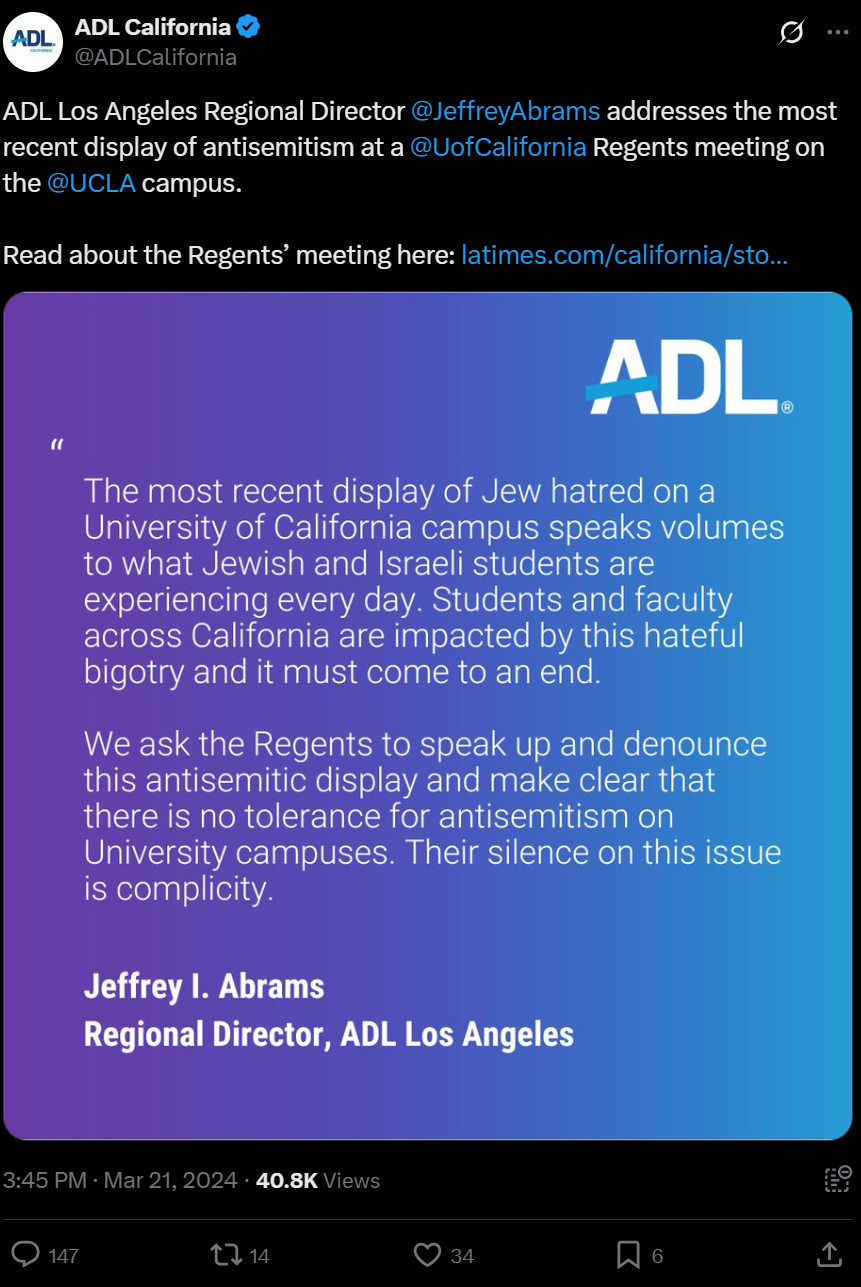 ADL California
@ADLCalifornia
ADL Los Angeles Regional Director @JeffreyAbrams addresses the most
recent display of antisemitism at a @UofCalifornia Regents meeting on
the @UCLA campus.
Read about the Regents’ meeting here: latimes.com/california/sto...
ADL®
“
The most recent display of Jew hatred on a
University of California campus speaks volumes
to what Jewish and Israeli students are
experiencing every day. Students and faculty
across California are impacted by this hateful
bigotry and it must come to an end.
We ask the Regents to speak up and denounce
this antisemitic display and make clear that
there is no tolerance for antisemitism on
University campuses. Their silence on this issue
is complicity.
Jeffrey I. Abrams
Regional Director, ADL Los Angeles
3:45 PM · Mar 21, 2024 · 40.8K Views
147 14 34 6